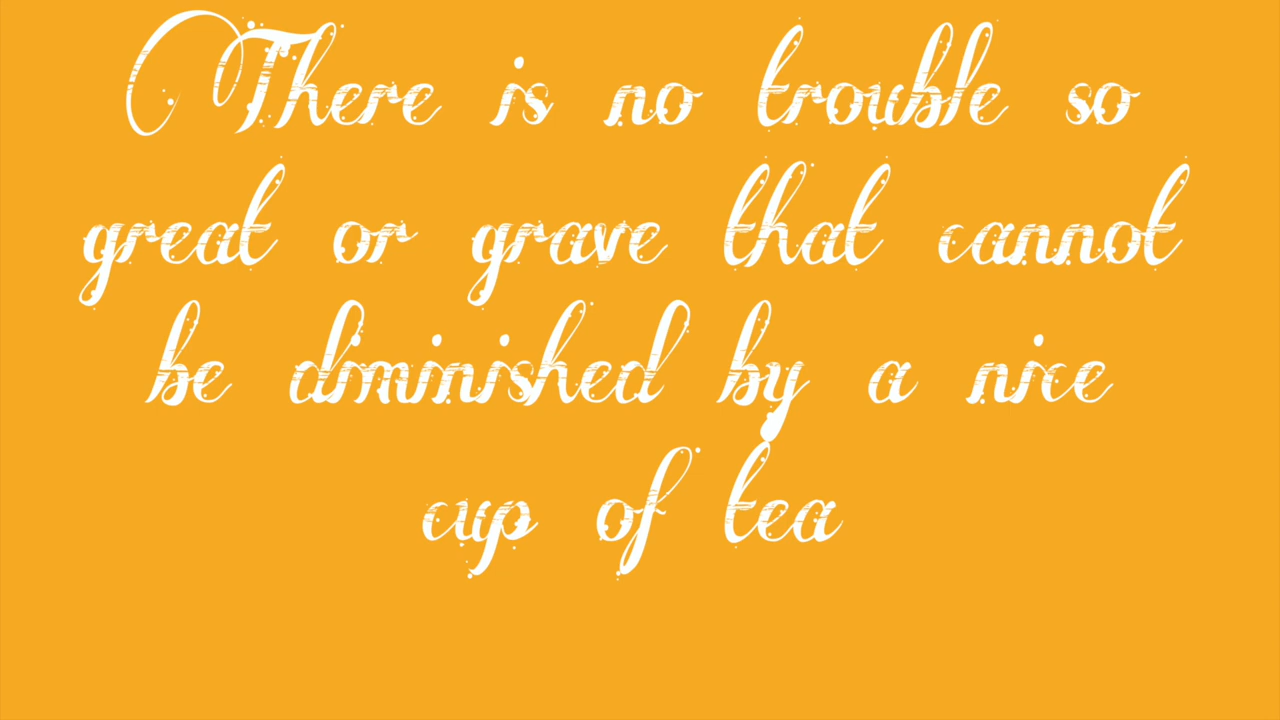 There is no trouble so
great or grave that cannot
be diminished by a nice
cup of tea